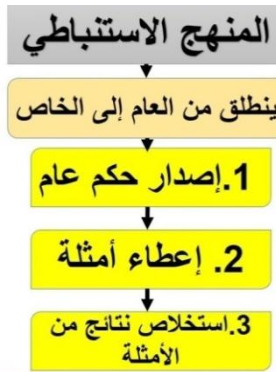 المنهج الاستنباطي
ينطلق من العام إلى الخاص
1.إصدار حكم عام
2. إعطاء أمثلة
3.استخلاص نتائج من
الأمثلة